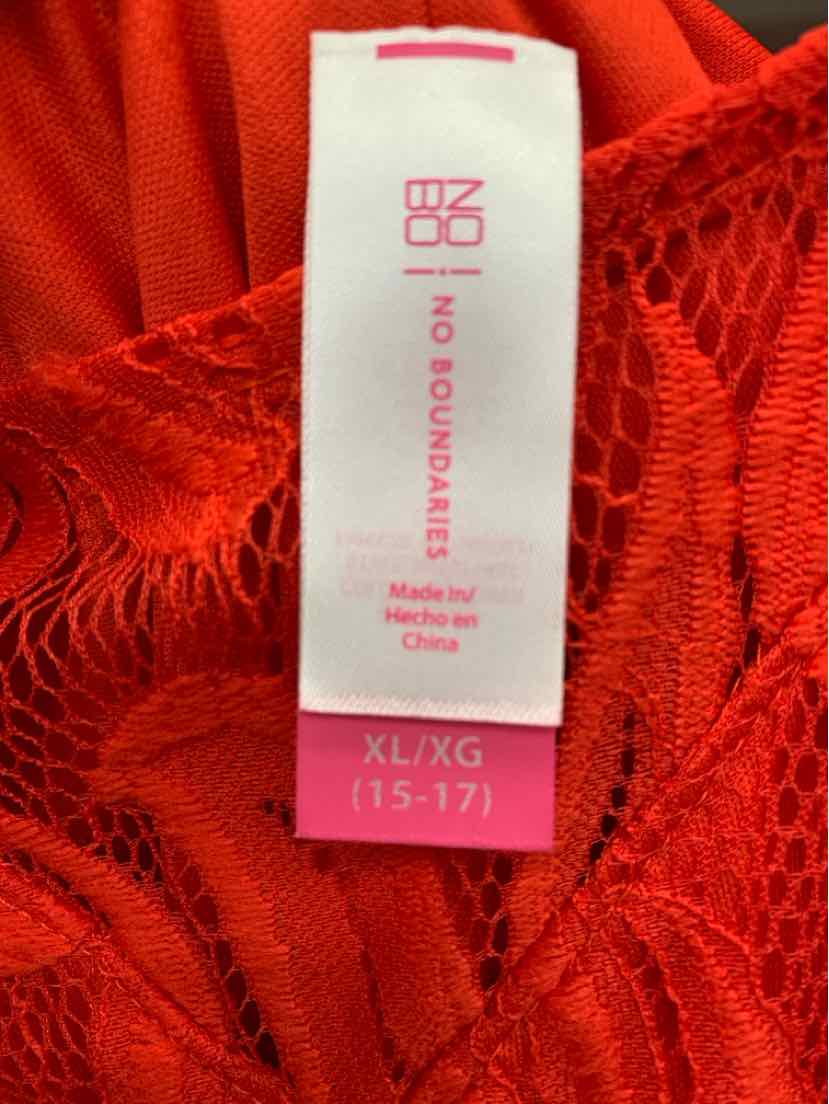 NO
BO
NO BOUNDARIES
Made In/
Hecho en
China
XL/XG
(15-17)